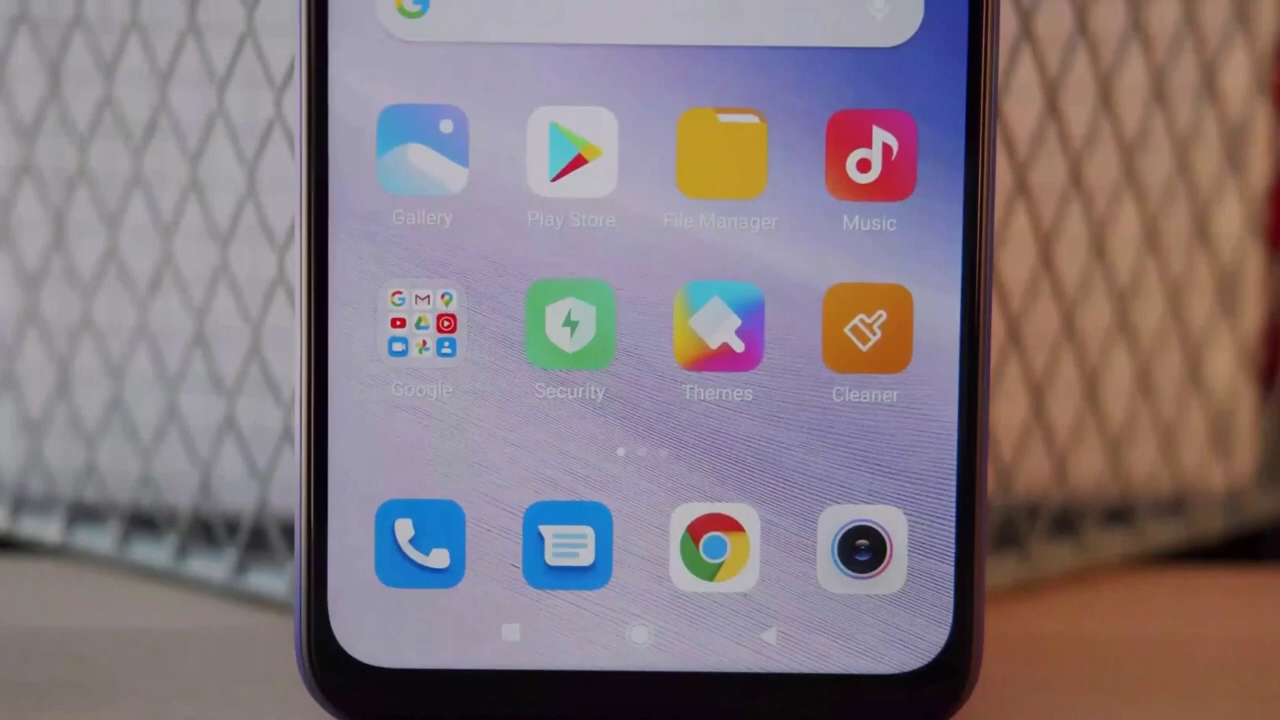 Gallery
Play Store
File Manager
Music
Google
Security
Themes
Cleaner